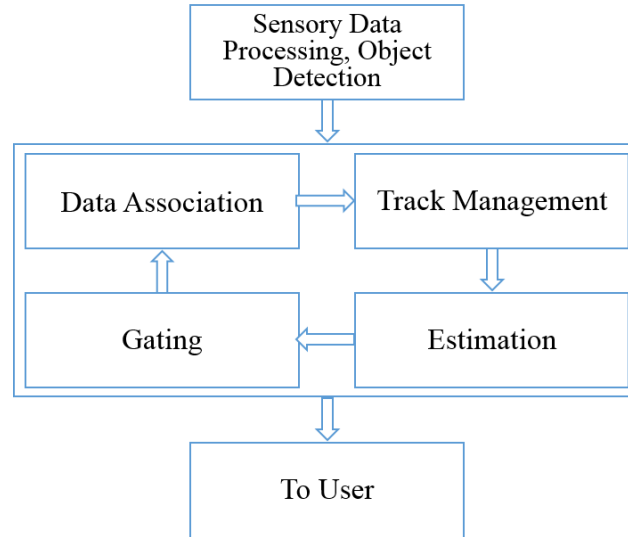 Sensory Data
Processing, Object
Detection
Data Association
Track Management
Gating
Estimation
To User